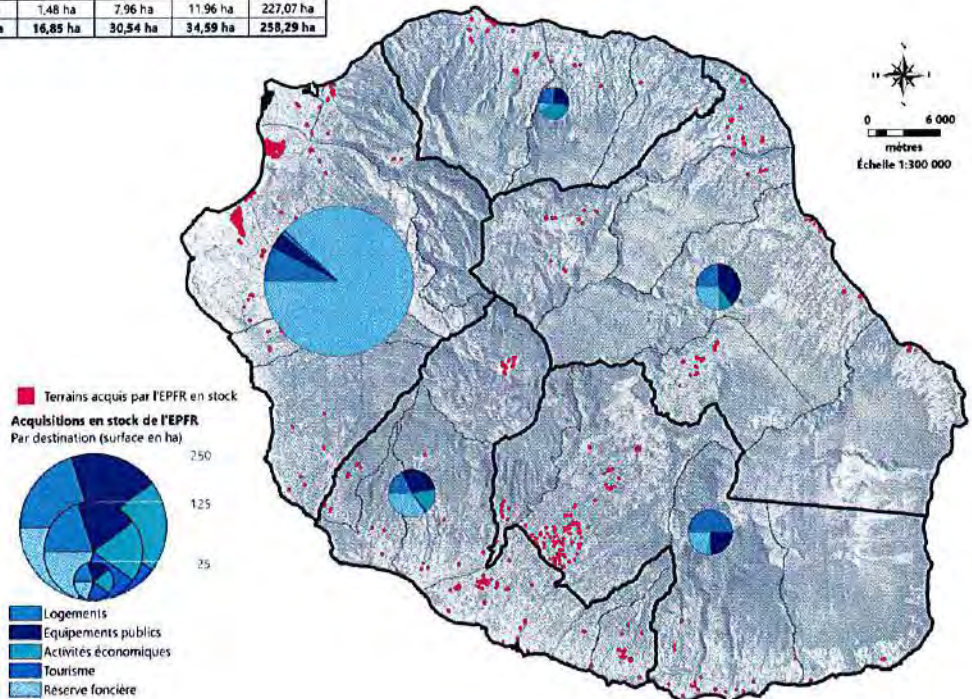 1,48 ha 7,96 ha 11,96 ha 227,07 ha
16,85 ha 30,54 ha 34,59 ha 258,29 ha
0 6 000
mètres
Échelle 1:300 000
Terrains acquis par l'EPFR en stock
Acquisitions en stock de l'EPFR
Par destination (surface en ha)
250
125
25
Logements
Equipements publics
Activités économiques
Tourisme
Réserve foncière